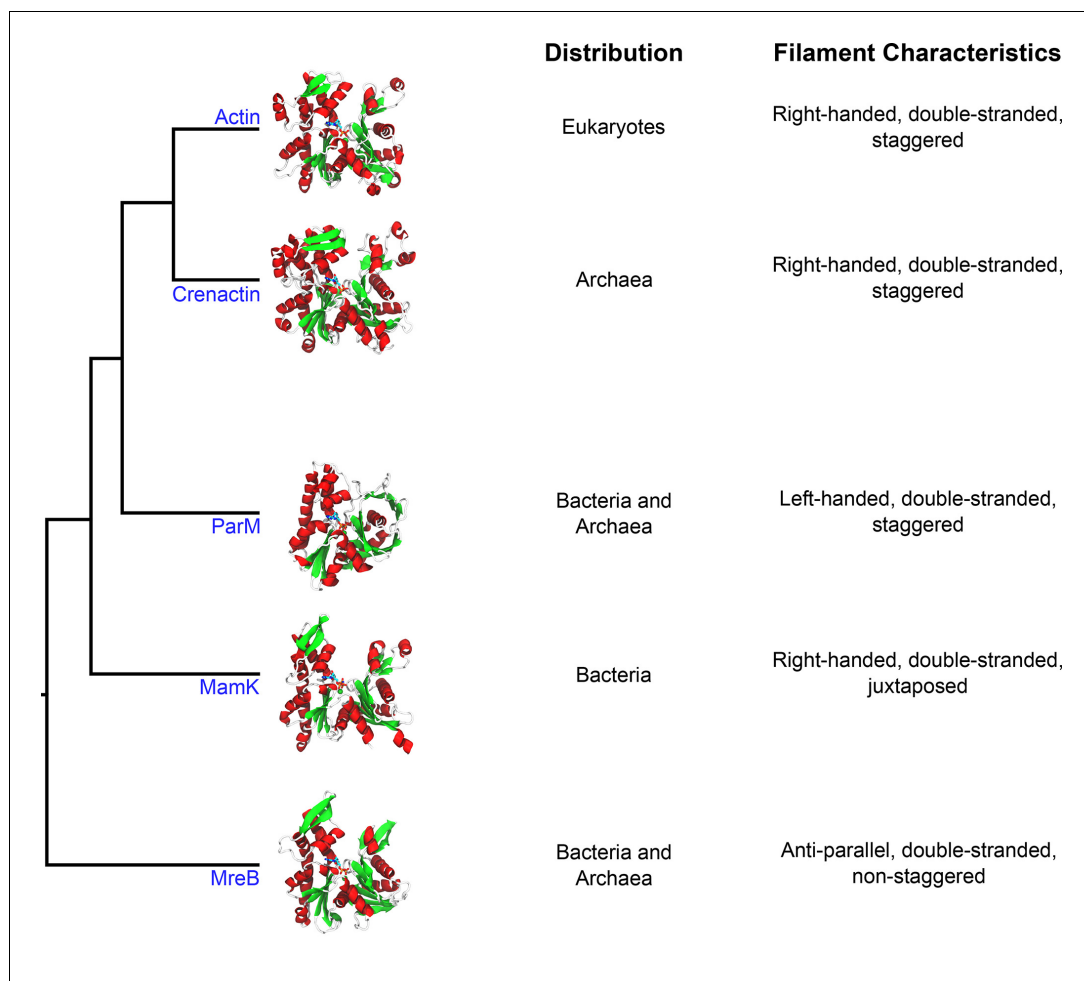 Distribution
Filament Characteristics
Actin
Eukaryotes
Right-handed, double-stranded,
staggered
Crenactin
Archaea
Right-handed, double-stranded,
staggered
ParM
Bacteria and
Archaea
Left-handed, double-stranded,
staggered
MamK
Bacteria
Right-handed, double-stranded,
juxtaposed
MreB
Bacteria and
Archaea
Anti-parallel, double-stranded,
non-staggered